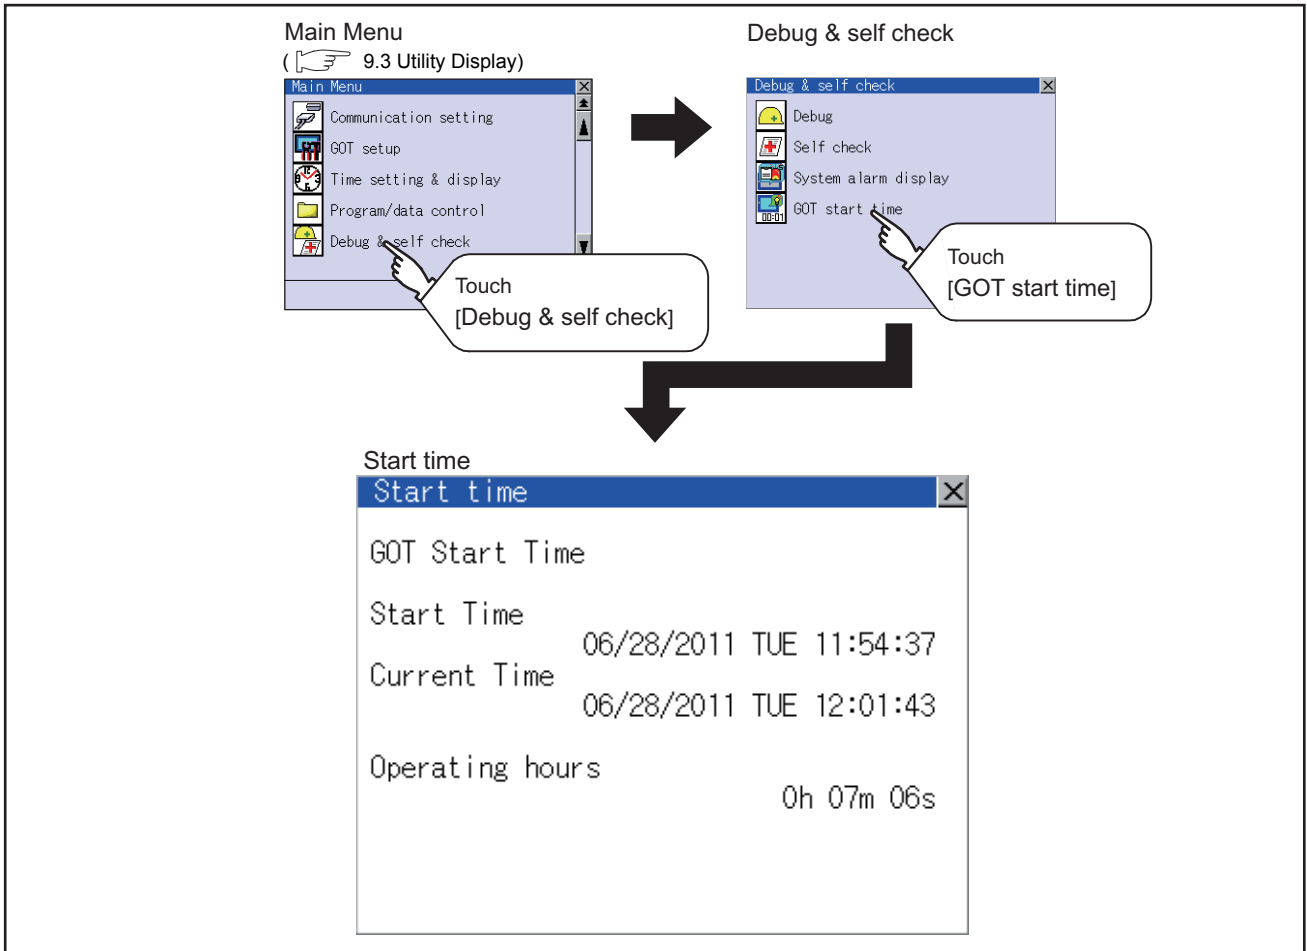 Main Menu
( 9.3 Utility Display)
Main Menu
Communication setting
GOT setup
Time setting & display
Program/data control
Debug & self check
Touch
[Debug & self check]
Debug & self check
Debug & self check
Debug
Self check
System alarm display
00:01
GOT start time
Touch
[GOT start time]
Start time
Start time
GOT Start Time
Start Time
06/28/2011 TUE 11:54:37
Current Time
06/28/2011 TUE 12:01:43
Operating hours
0h 07m 06s